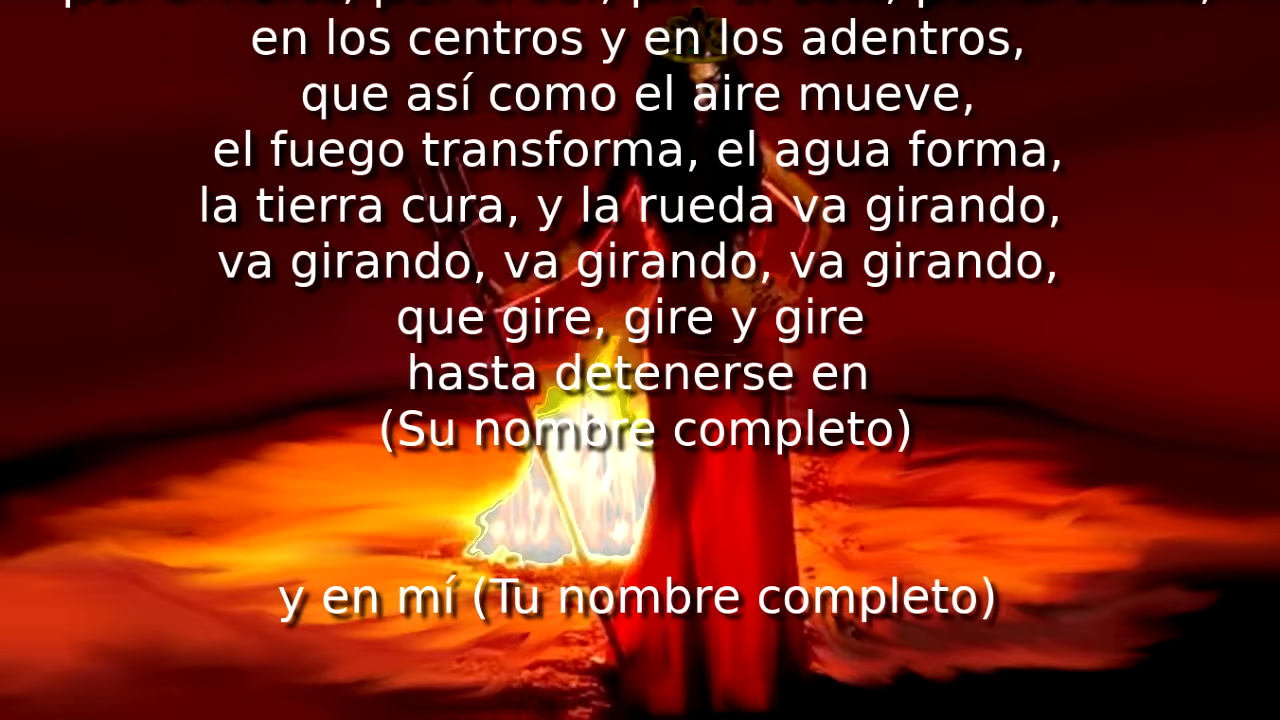 en los centros y en los adentros,
que así como el aire mueve,
el fuego transforma, el agua forma,
la tierra cura, y la rueda va girando,
va girando, va girando, va girando,
que gire, gire y gire
hasta detenerse en
(Su nombre completo)
y en mí (Tu nombre completo)